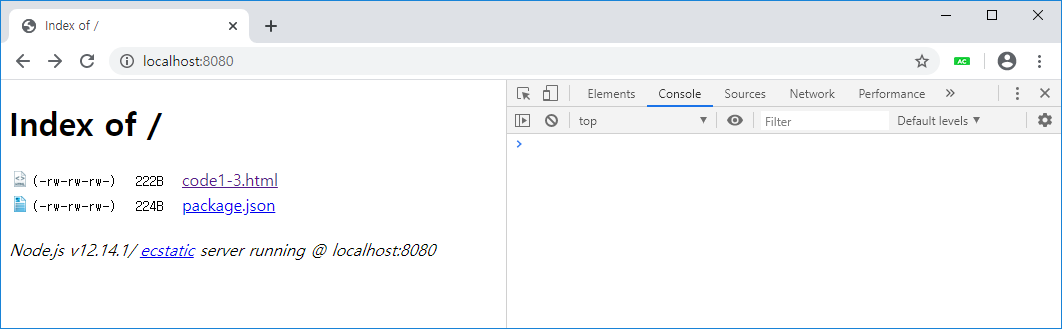 Index of /
localhost:8080
AC
Index of /
(-rw-rw-rw-) 222B code1-3.html
(-rw-rw-rw-) 224B package.json
Node.js v12.14.1/ ecstatic server running @ localhost:8080
Elements Console Sources Network Performance »
top Filter Default levels